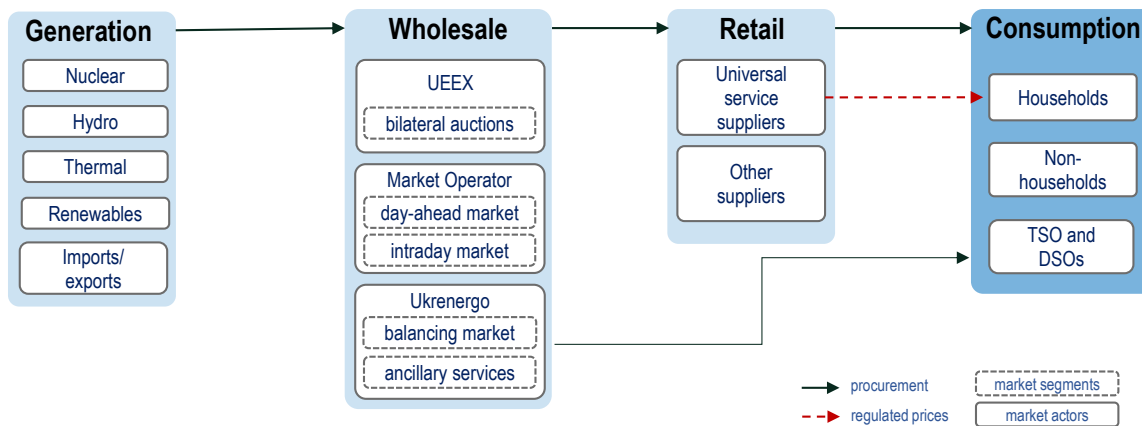 Generation
Nuclear
Hydro
Thermal
Renewables
Imports/
exports
Wholesale
UEEX
bilateral auctions
Market Operator
day-ahead market
intraday market
Ukrenergo
balancing market
ancillary services
Retail
Universal
service
suppliers
Other
suppliers
Consumption
Households
Non-
households
TSO and
DSOs
procurement
market segments
regulated prices
market actors